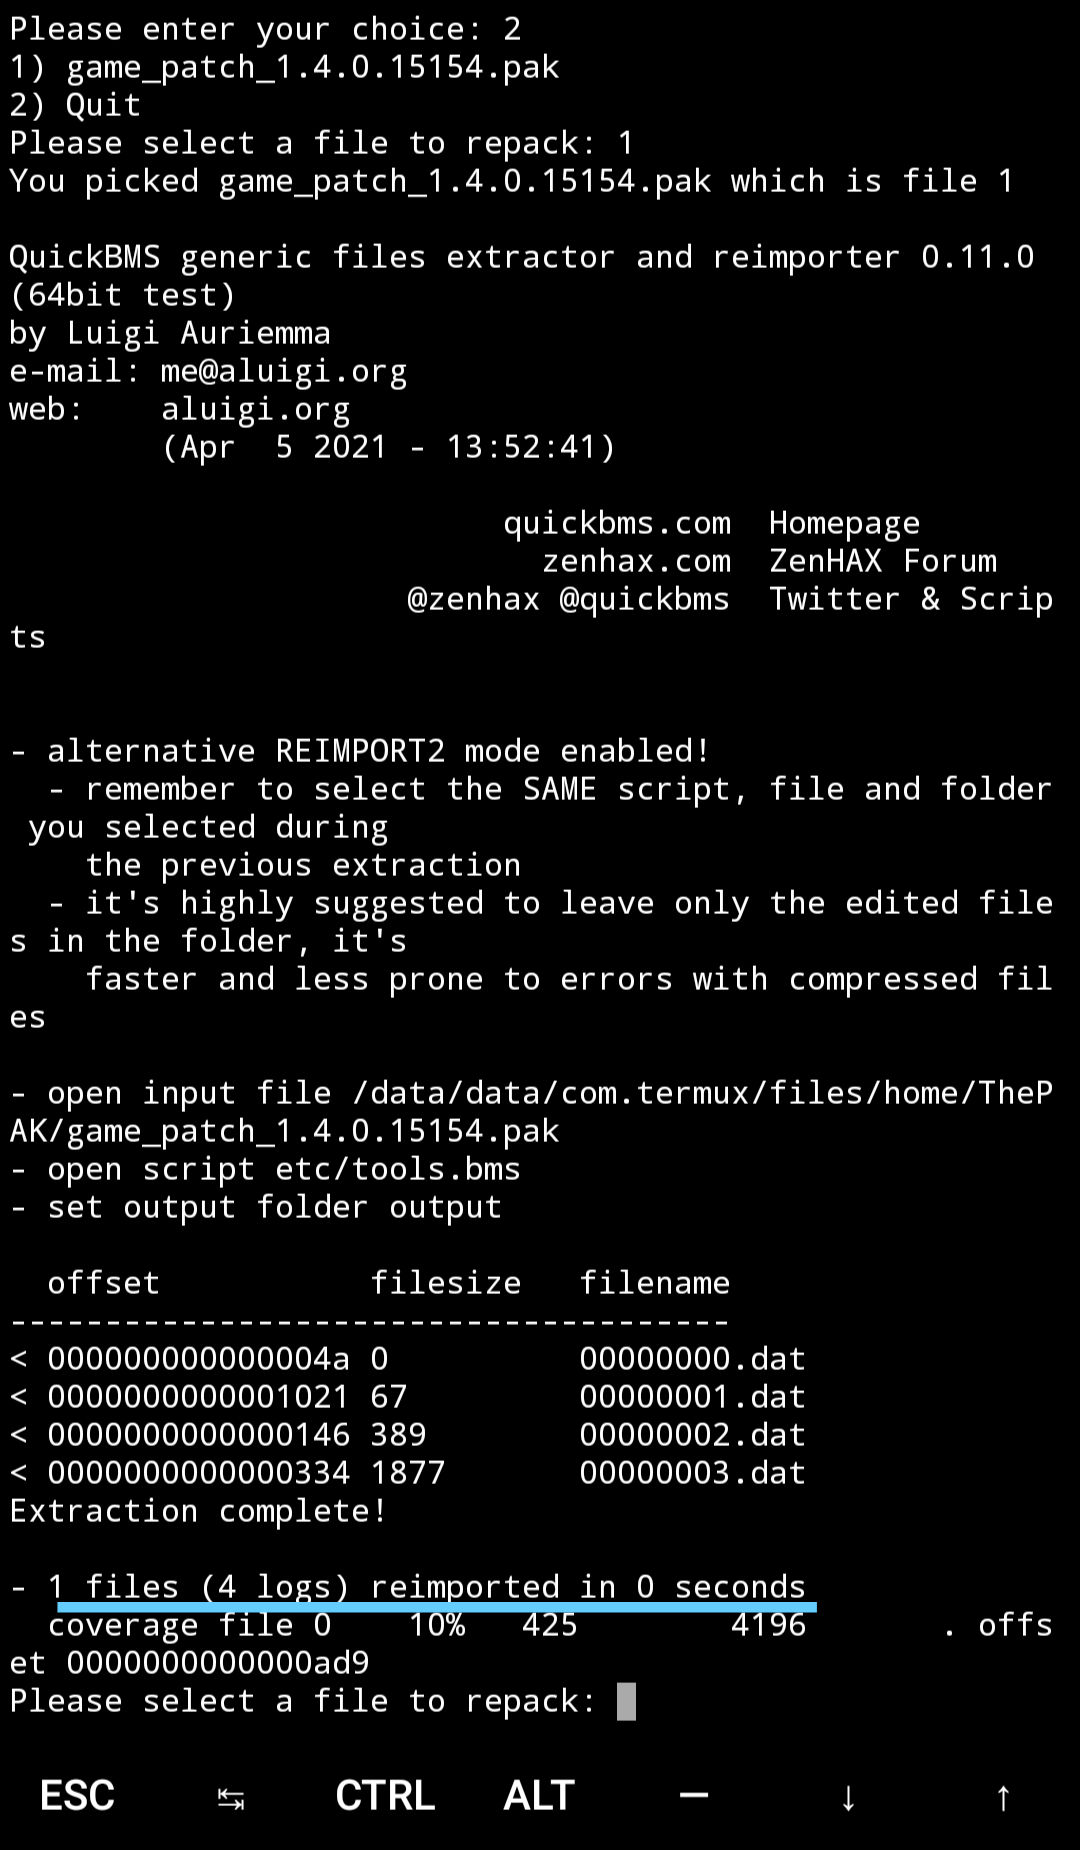 Please enter your choice: 2
1) game_patch_1.4.0.15154.pak
2) Quit
Please select a file to repack: 1
You picked game_patch_1.4.0.15154.pak which is file 1
QuickBMS generic files extractor and reimporter 0.11.0
(64bit test)
by Luigi Auriemma
e-mail: me@aluigi.org
web:    aluigi.org
        (Apr  5 2021 - 13:52:41)
                          quickbms.com  Homepage
                            zenhax.com  ZenHAX Forum
                     @zenhax @quickbms  Twitter & Scrip
ts
- alternative REIMPORT2 mode enabled!
  - remember to select the SAME script, file and folder
 you selected during
    the previous extraction
  - it's highly suggested to leave only the edited file
s in the folder, it's
    faster and less prone to errors with compressed fil
es
- open input file /data/data/com.termux/files/home/TheP
AK/game_patch_1.4.0.15154.pak
- open script etc/tools.bms
- set output folder output
  offset           filesize   filename
--------------------------------------
< 000000000000004a 0          00000000.dat
< 0000000000001021 67         00000001.dat
< 0000000000000146 389        00000002.dat
< 0000000000000334 1877       00000003.dat
Extraction complete!
- 1 files (4 logs) reimported in 0 seconds
  coverage file 0    10%   425        4196       . offs
et 0000000000000ad9
Please select a file to repack:
ESC ↹ CTRL ALT — ↓ ↑